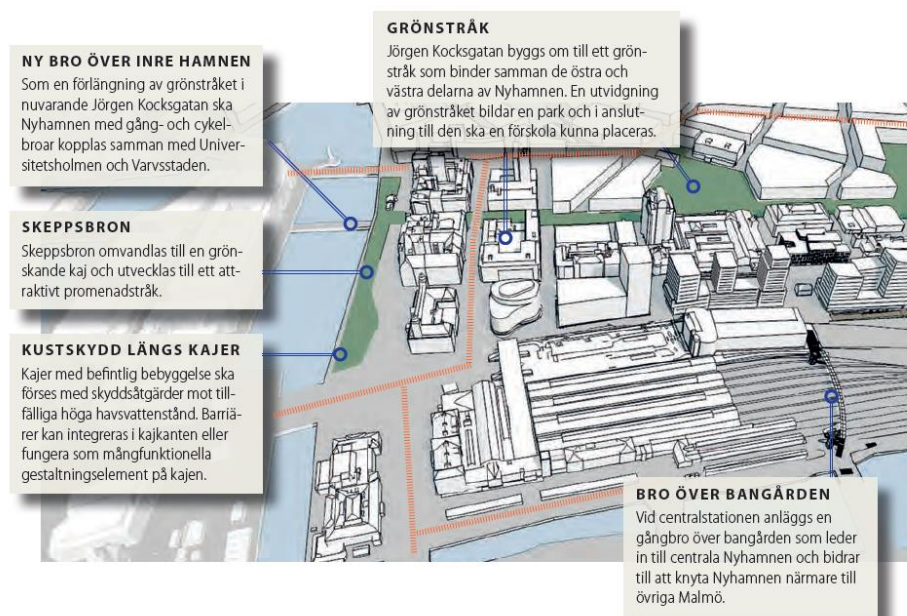 NY BRO ÖVER INRE HAMNEN
Som en förlängning av grönstråket i
nuvarande Jörgen Kocksgatan ska
Nyhamnen med gång- och cykel-
broar kopplas samman med Univer-
sitetsholmen och Varvsstaden.
SKEPPSBRON
Skeppsbron omvandlas till en grön-
skande kaj och utvecklas till ett att-
raktivt promenadstråk.
KUSTSKYDD LÄNGS KAJER
Kajer med befintlig bebyggelse ska
förses med skyddsåtgärder mot till-
fälliga höga havsvattenstånd. Barriä-
rer kan integreras i kajkanten eller
fungera som mångfunktionella
gestaltningselement på kajen.
GRÖNSTRÅK
Jörgen Kocksgatan byggs om till ett grön-
stråk som binder samman de östra och
västra delarna av Nyhamnen. En utvidgning
av grönstråket bildar en park och i anslut-
ning till den ska en förskola kunna placeras.
BRO ÖVER BANGÅRDEN
Vid centralstationen anläggs en
gångbro över bangården som leder
in till centrala Nyhamnen och bidrar
till att knyta Nyhamnen närmare till
övriga Malmö.